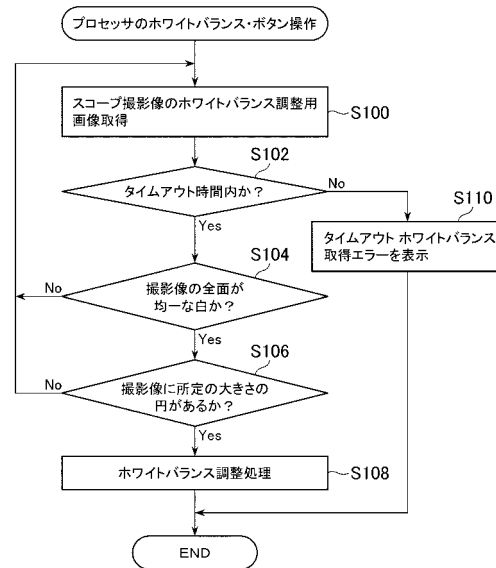 プロセッサのホワイトバランス・ボタン操作
スコープ撮影像のホワイトバランス調整用
画像取得
S100
S102
タイムアウト時間内か?
No
Yes
S110
タイムアウト ホワイトバランス
取得エラーを表示
S104
撮影像の全面が
均一な白か?
No
Yes
S106
撮影像に所定の大きさの
円があるか?
No
Yes
ホワイトバランス調整処理
S108
END